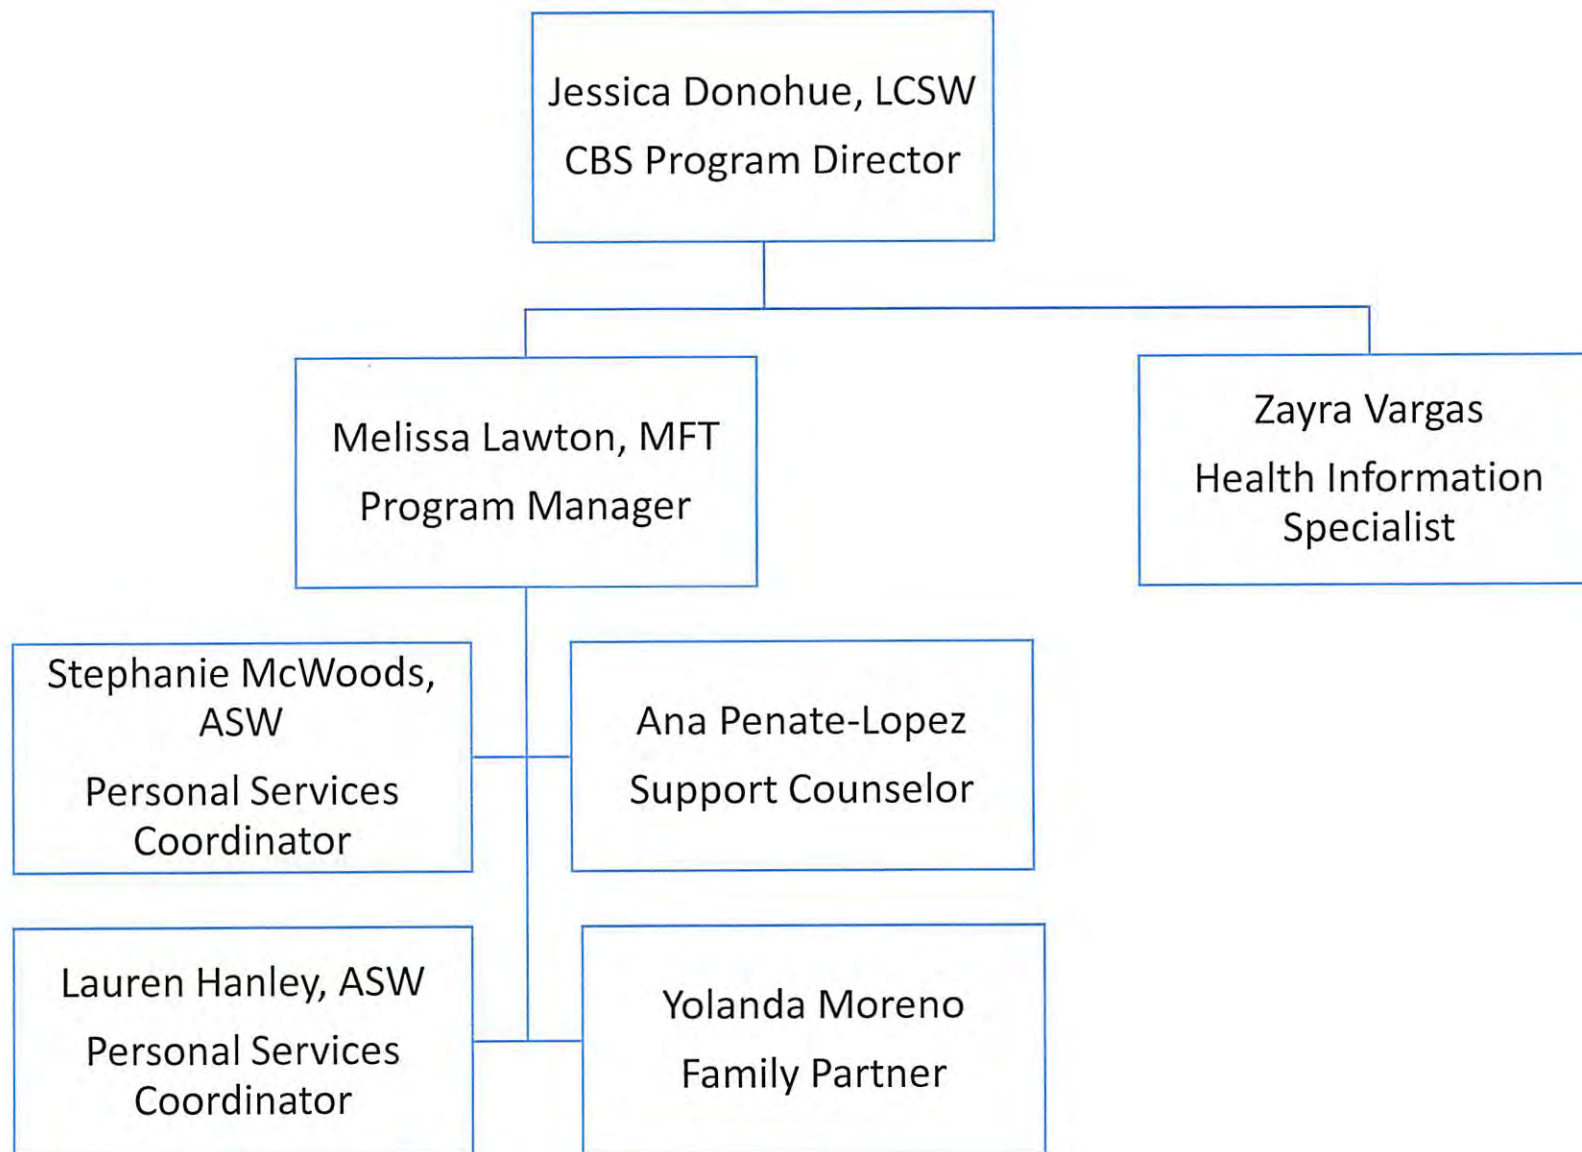 Jessica Donohue, LCSW
CBS Program Director
Melissa Lawton, MFT
Program Manager
Zayra Vargas
Health Information
Specialist
Stephanie McWoods,
ASW
Personal Services
Coordinator
Ana Penate-Lopez
Support Counselor
Lauren Hanley, ASW
Personal Services
Coordinator
Yolanda Moreno
Family Partner